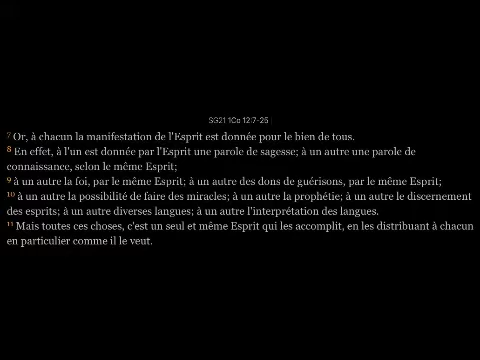 SG21 1Co 12:7-25
7 Or, à chacun la manifestation de l'Esprit est donnée pour le bien de tous.
8 En effet, à l'un est donnée par l'Esprit une parole de sagesse; à un autre une parole de
connaissance, selon le même Esprit;
9 à un autre la foi, par le même Esprit; à un autre des dons de guérisons, par le même Esprit;
10 à un autre la possibilité de faire des miracles; à un autre la prophétie; à un autre le discernement
des esprits; à un autre diverses langues; à un autre l'interprétation des langues.
11 Mais toutes ces choses, c'est un seul et même Esprit qui les accomplit, en les distribuant à chacun
en particulier comme il le veut.